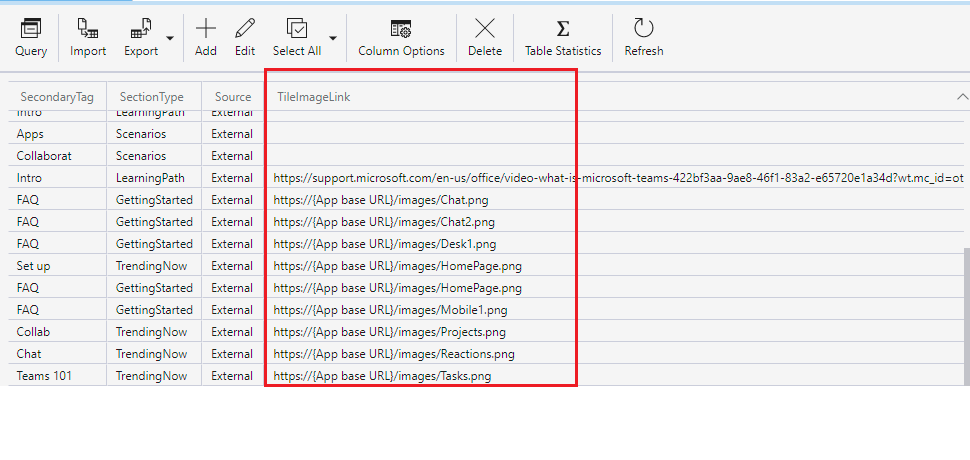 Query Import Export Add Edit Select All Column Options Delete Table Statistics Refresh
SecondaryTag SectionType Source TileImageLink
Intro LearningPath External
Apps Scenarios External
Collaborat Scenarios External
Intro LearningPath External https://support.microsoft.com/en-us/office/video-what-is-microsoft-teams-422bf3aa-9ae8-46f1-83a2-e65720e1a34d?wt.mc_id=ot
FAQ GettingStarted External https://{App base URL}/images/Chat.png
FAQ GettingStarted External https://{App base URL}/images/Chat2.png
FAQ GettingStarted External https://{App base URL}/images/Desk1.png
Set up TrendingNow External https://{App base URL}/images/HomePage.png
FAQ GettingStarted External https://{App base URL}/images/HomePage.png
FAQ GettingStarted External https://{App base URL}/images/Mobile1.png
Collab TrendingNow External https://{App base URL}/images/Projects.png
Chat TrendingNow External https://{App base URL}/images/Reactions.png
Teams 101 TrendingNow External https://{App base URL}/images/Tasks.png